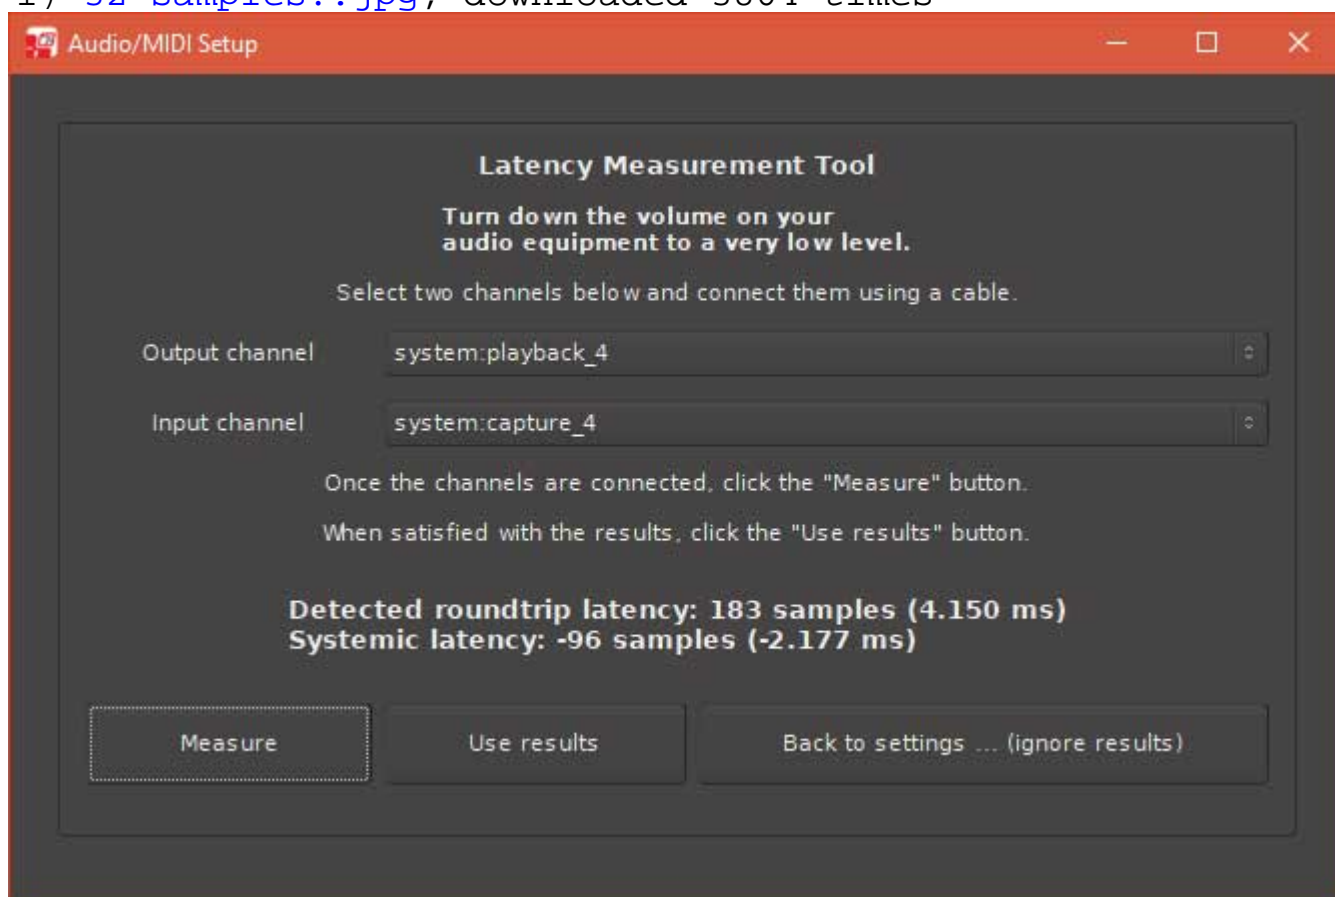 Audio/MIDI Setup
Latency Measurement Tool
Turn down the volume on your
audio equipment to a very low level.
Select two channels below and connect them using a cable.
Output channel system:playback_4
Input channel system:capture_4
Once the channels are connected, click the "Measure" button.
When satisfied with the results, click the "Use results" button.
Detected roundtrip latency: 183 samples (4.150 ms)
Systemic latency: -96 samples (-2.177 ms)
Measure Use results Back to settings ... (ignore results)